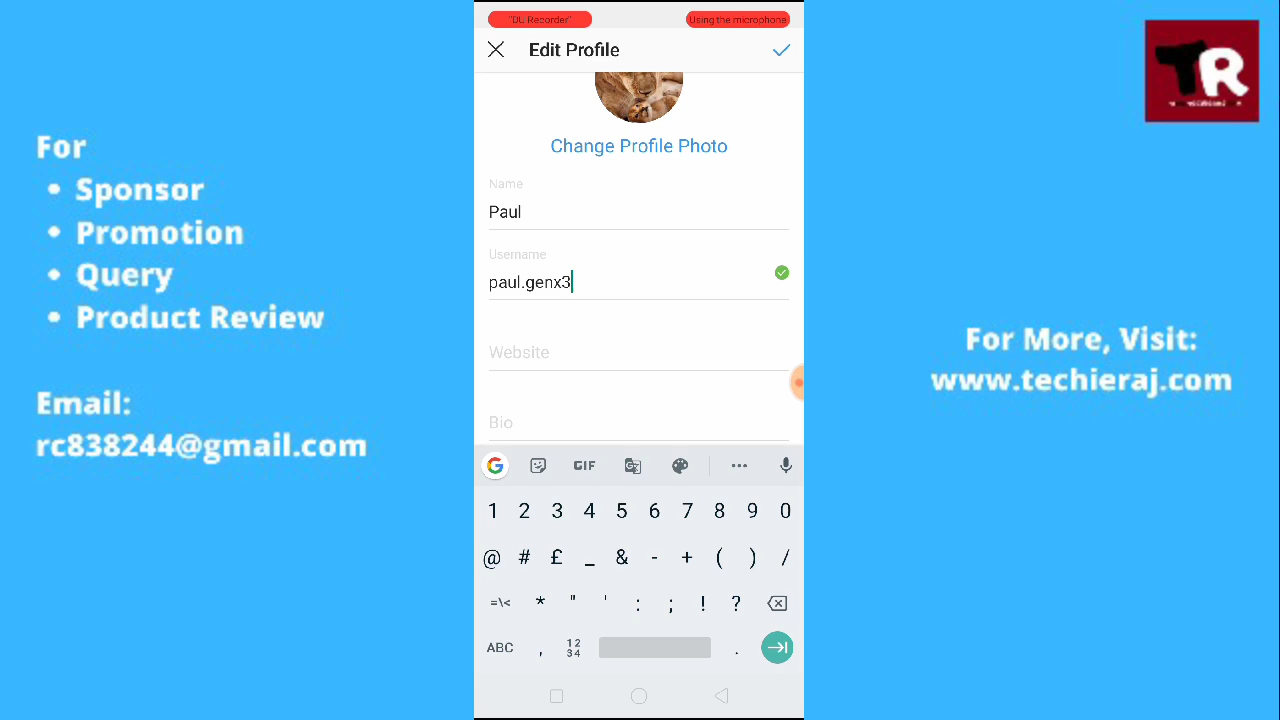 For
• Sponsor
• Promotion
• Query
• Product Review
Email:
rc838244@gmail.com
"DU Recorder"
Using the microphone
Edit Profile
Change Profile Photo
Name
Paul
Username
paul.genx3
Website
Bio
G GIF
1 2 3 4 5 6 7 8 9 0
@ # £ _ & - + ( ) /
=\< * " ' : ; ! ?
ABC , 12 34 .
TR
For More, Visit:
www.techieraj.com